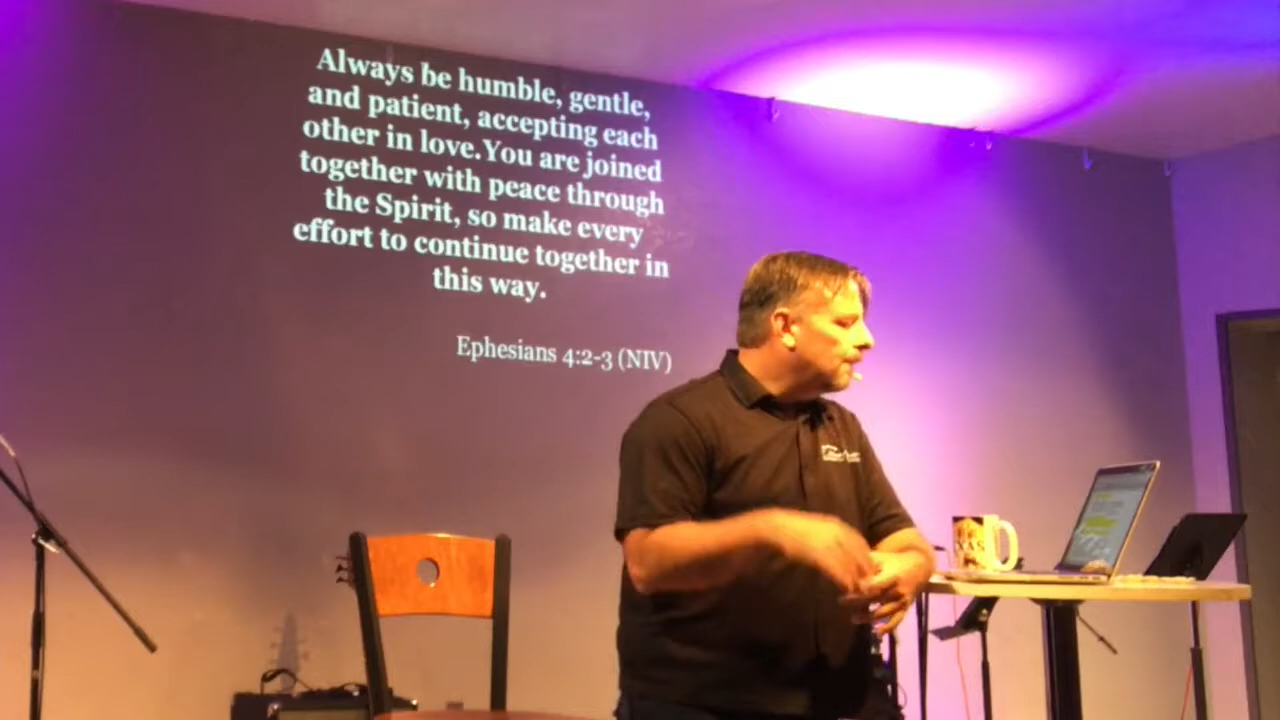 Always be humble, gentle,
and patient, accepting each
other in love.You are joined
together with peace through
the Spirit, so make every
effort to continue together in
this way.
Ephesians 4:2-3 (NIV)